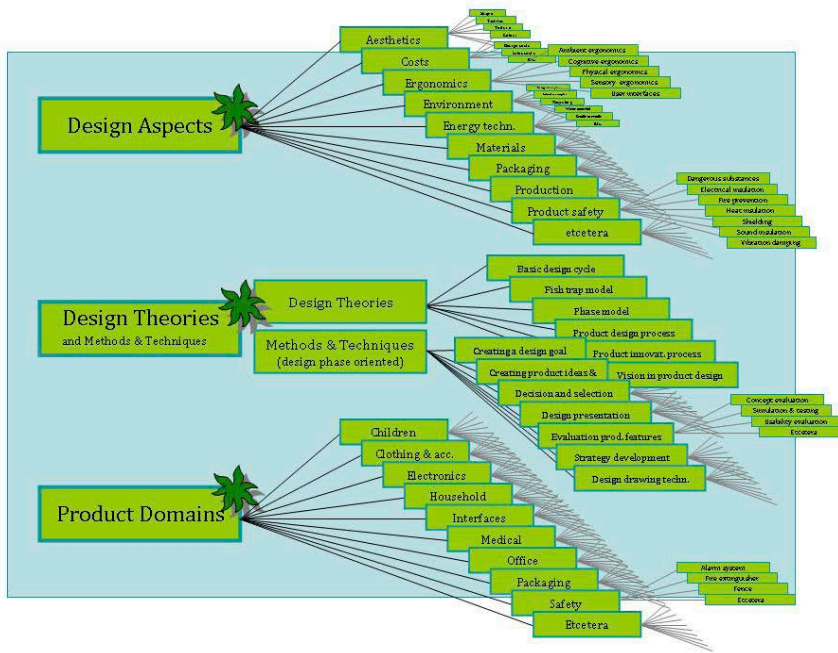 Design Aspects
Aesthetics
Costs
Ergonomics
Environment
Energy techn.
Materials
Packaging
Production
Product safety
etcetera
Ambient ergonomics
Cognitive ergonomics
Physical ergonomics
Sensory ergonomics
User interfaces
Dangerous substances
Electrical insulation
Fire prevention
Heat insulation
Shielding
Sound insulation
Vibration damping
Design Theories
and Methods & Techniques
Design Theories
Basic design cycle
Fish trap model
Phase model
Product design process
Product innovat. process
Vision in product design
Methods & Techniques
(design phase oriented)
Creating a design goal
Creating product ideas &
Decision and selection
Design presentation
Evaluation prod. features
Strategy development
Design drawing techn.
Concept evaluation
Simulation & testing
Usability evaluation
Etcetera
Product Domains
Children
Clothing & acc.
Electronics
Household
Interfaces
Medical
Office
Packaging
Safety
Etcetera
Alarm system
Fire extinguisher
Fence
Etcetera